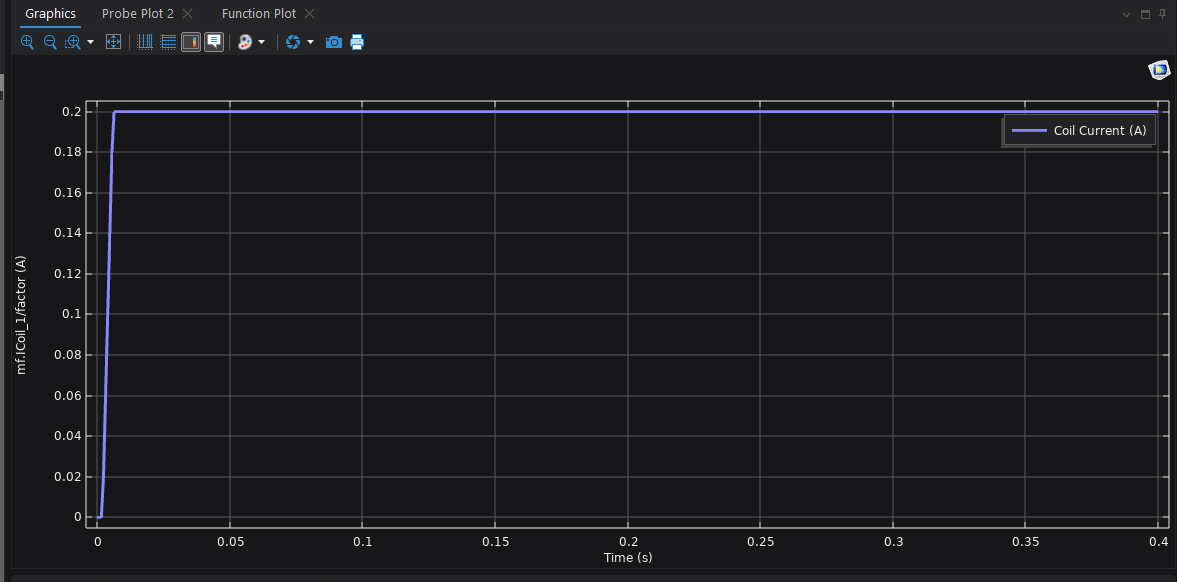 Graphics Probe Plot 2 Function Plot
Coil Current (A)
0.2
0.18
0.16
0.14
0.12
0.1
0.08
0.06
0.04
0.02
0
mf.ICoil_1/factor (A)
0 0.05 0.1 0.15 0.2 0.25 0.3 0.35 0.4
Time (s)